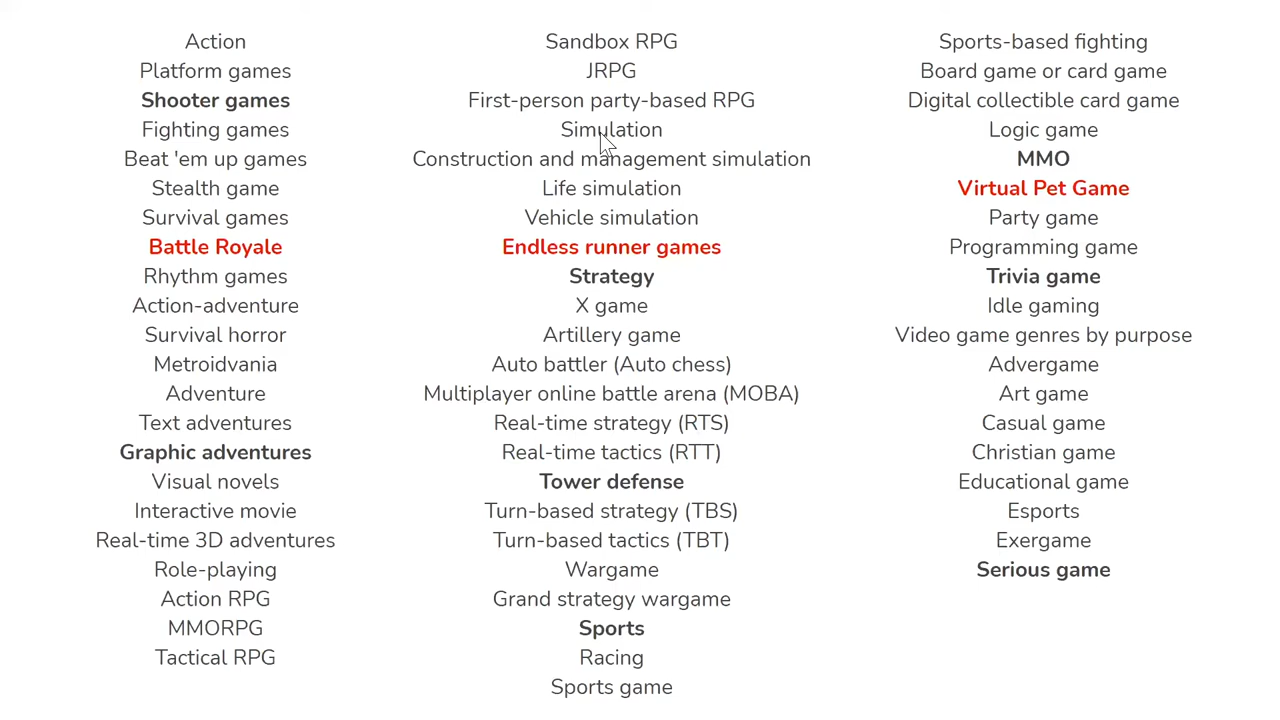 Action
Platform games
Shooter games
Fighting games
Beat 'em up games
Stealth game
Survival games
Battle Royale
Rhythm games
Action-adventure
Survival horror
Metroidvania
Adventure
Text adventures
Graphic adventures
Visual novels
Interactive movie
Real-time 3D adventures
Role-playing
Action RPG
MMORPG
Tactical RPG
Sandbox RPG
JRPG
First-person party-based RPG
Simulation
Construction and management simulation
Life simulation
Vehicle simulation
Endless runner games
Strategy
X game
Artillery game
Auto battler (Auto chess)
Multiplayer online battle arena (MOBA)
Real-time strategy (RTS)
Real-time tactics (RTT)
Tower defense
Turn-based strategy (TBS)
Turn-based tactics (TBT)
Wargame
Grand strategy wargame
Sports
Racing
Sports game
Sports-based fighting
Board game or card game
Digital collectible card game
Logic game
MMO
Virtual Pet Game
Party game
Programming game
Trivia game
Idle gaming
Video game genres by purpose
Advergame
Art game
Casual game
Christian game
Educational game
Esports
Exergame
Serious game